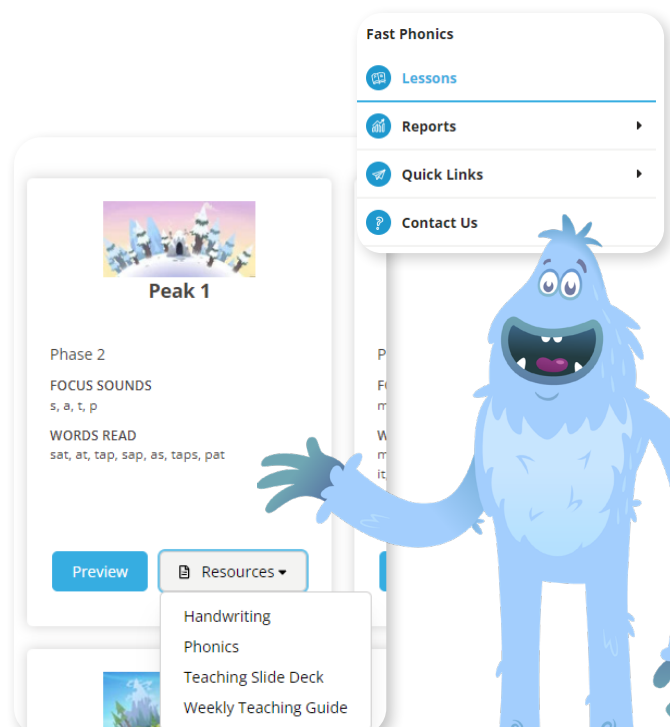 Fast Phonics
Lessons
Reports
Quick Links
Contact Us
Peak 1
Phase 2
FOCUS SOUNDS
s, a, t, p
WORDS READ
sat, at, tap, sap, as, taps, pat
Preview
Resources
Handwriting
Phonics
Teaching Slide Deck
Weekly Teaching Guide